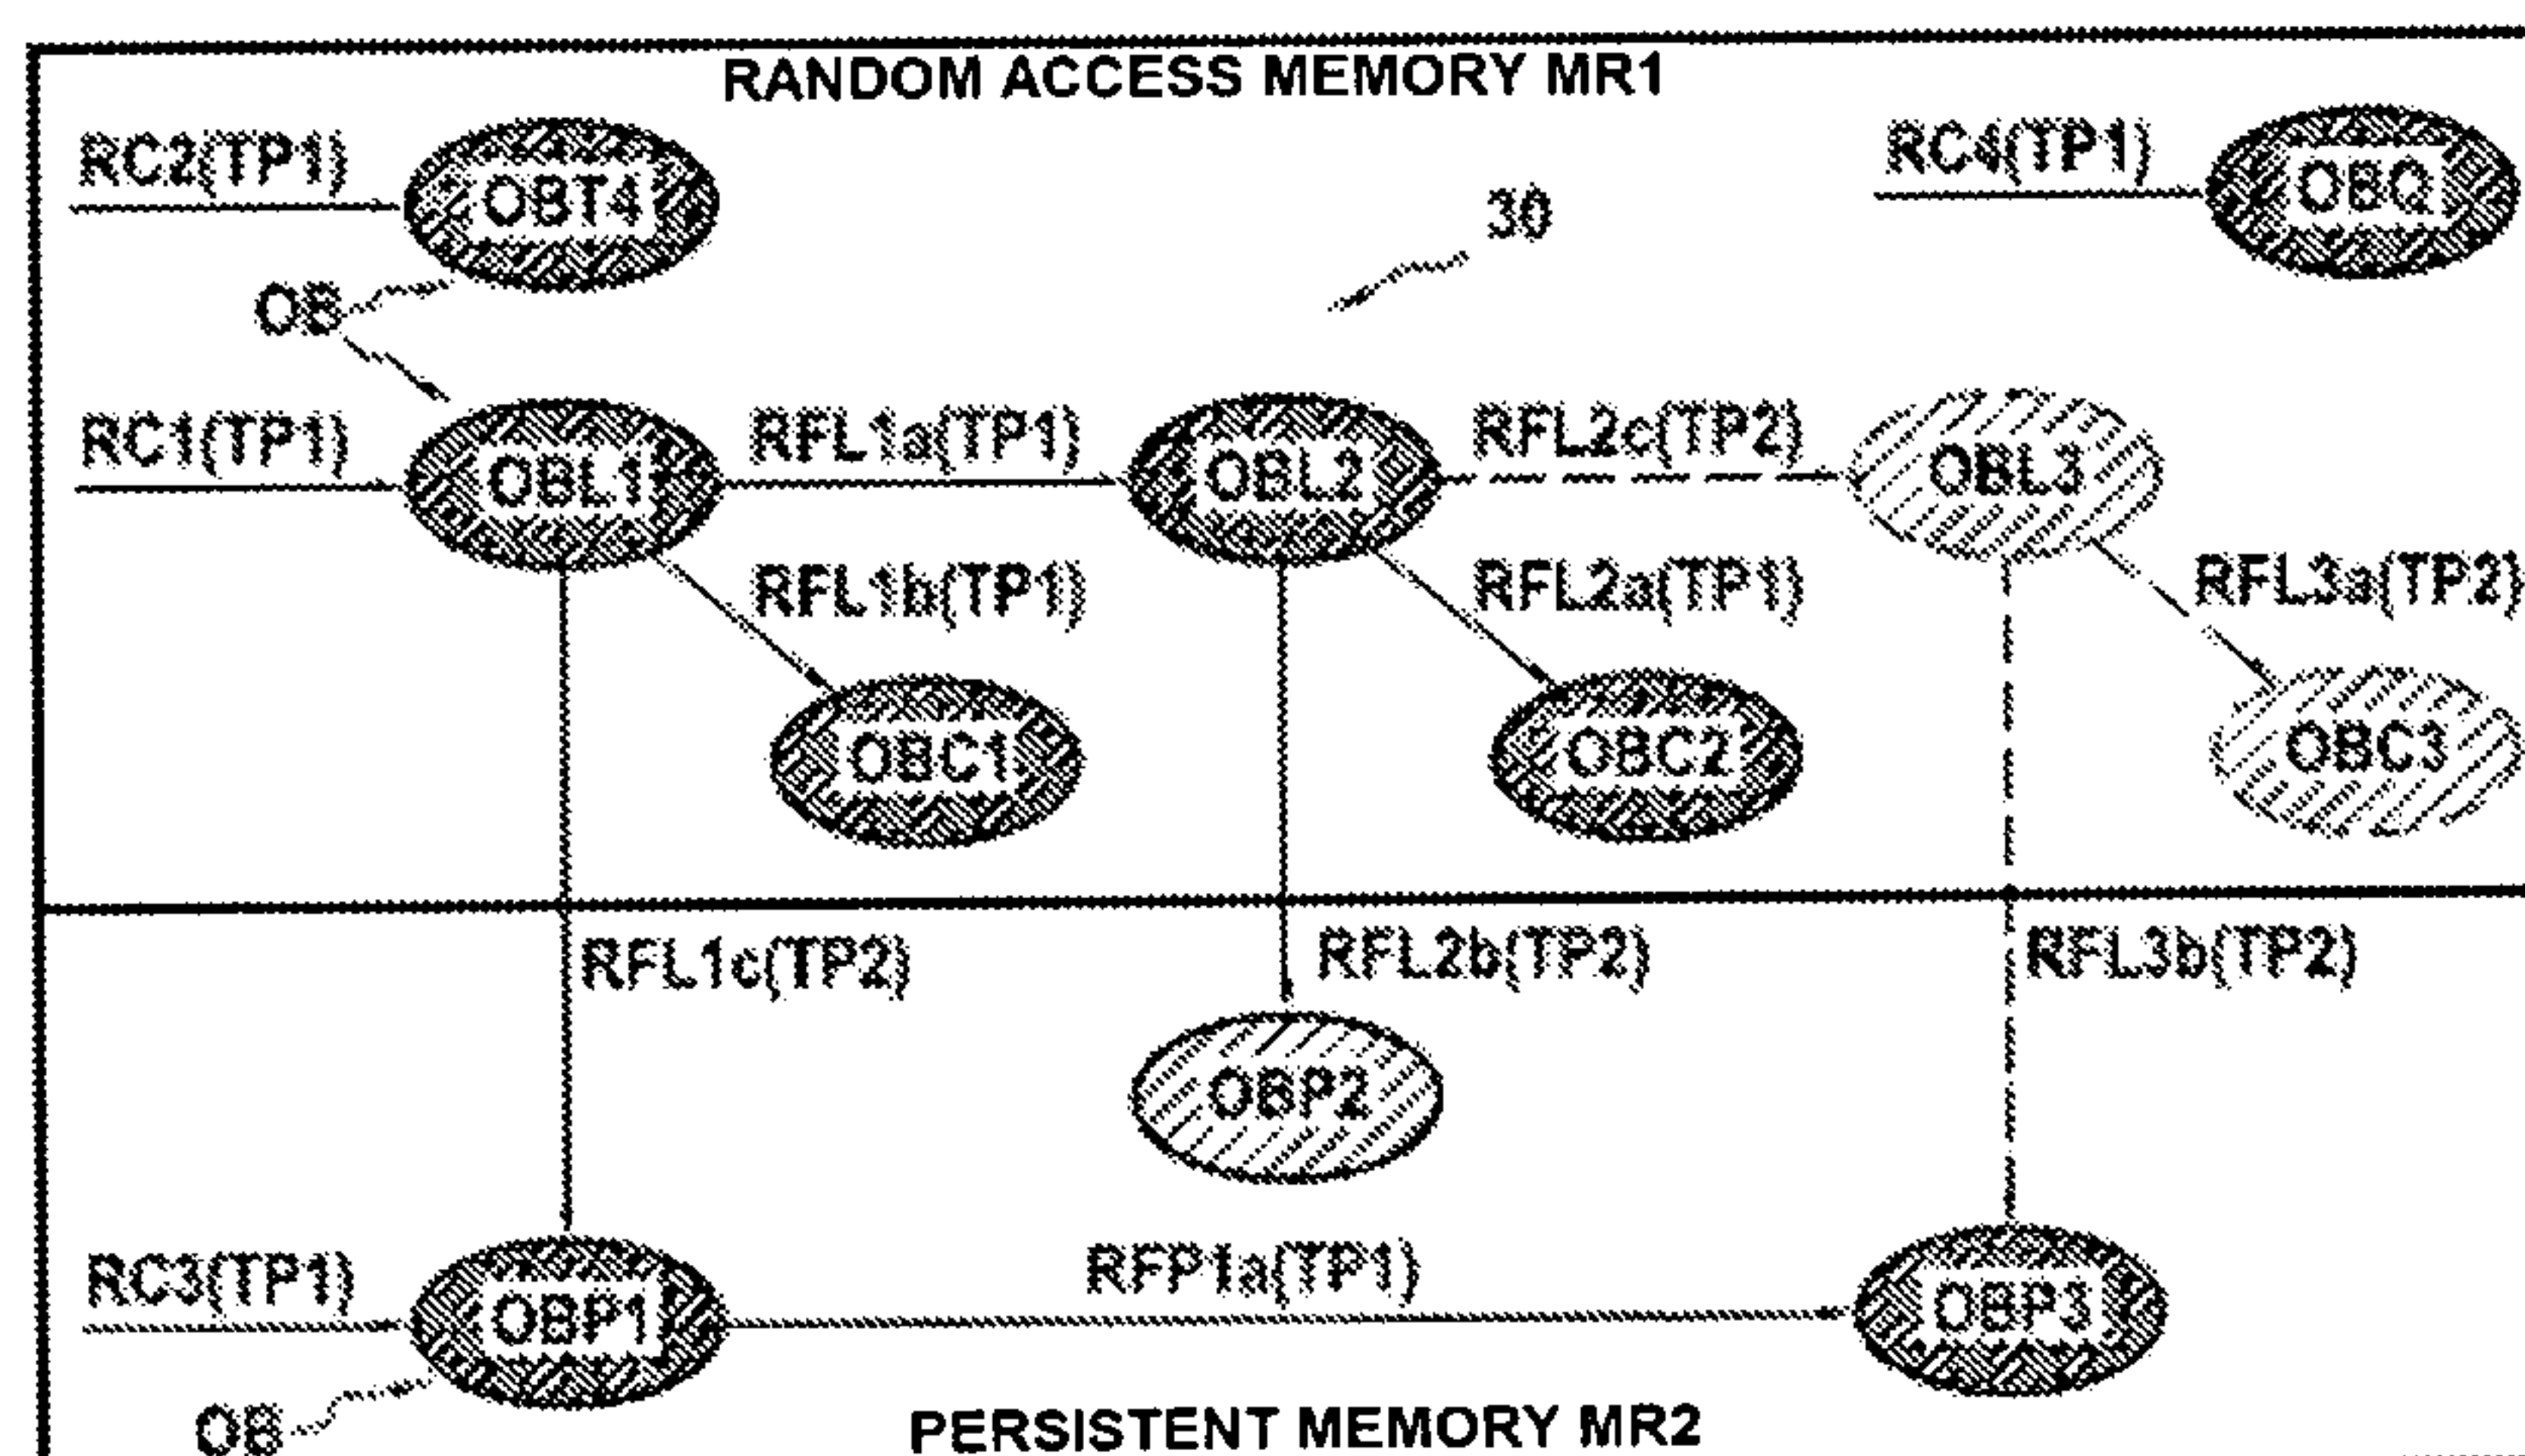 RANDOM ACCESS MEMORY MR1
RC2(TP1)
OBT4
RC4(TP1)
OBQ
30
OB
RC1(TP1)
OBL1
RFL1a(TP1)
OBL2
RFL2c(TP2)
OBL3
RFL1b(TP1)
RFL2a(TP1)
RFL3a(TP2)
OBC1
OBC2
OBC3
RFL1c(TP2)
RFL2b(TP2)
RFL3b(TP2)
OBP2
RC3(TP1)
OBP1
RFP1a(TP1)
OBP3
OB
PERSISTENT MEMORY MR2